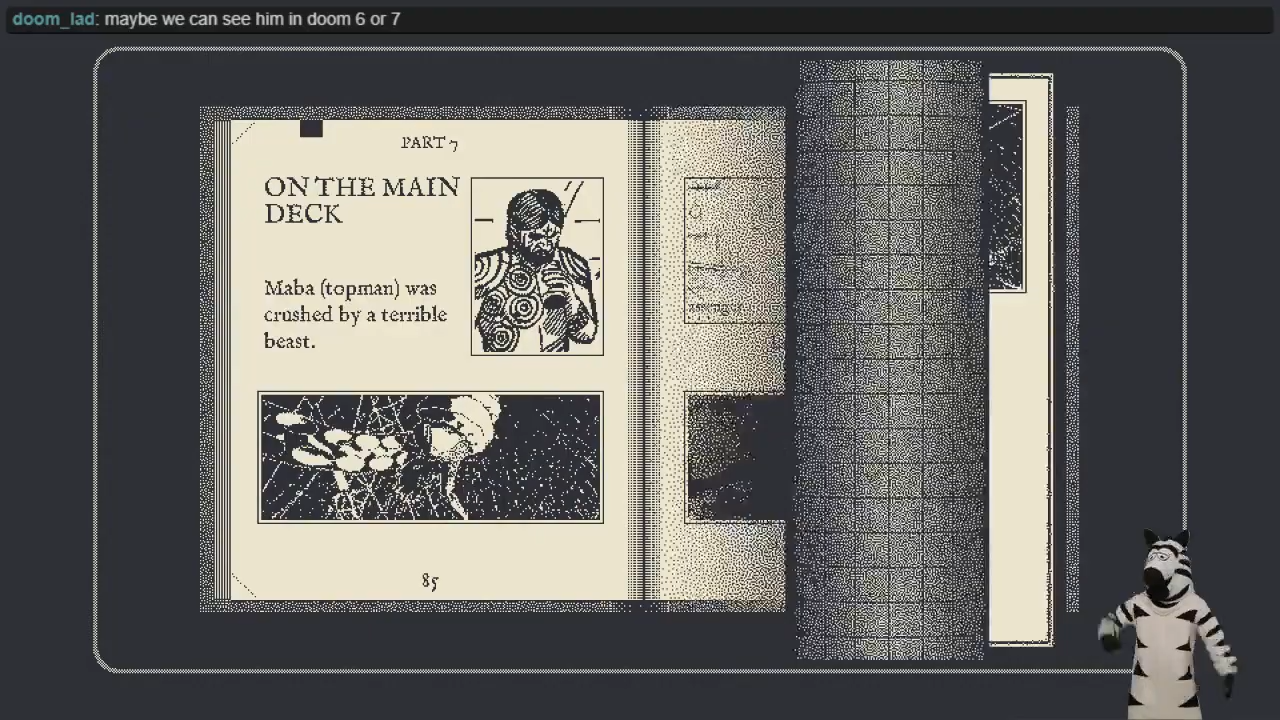 doom_lad: maybe we can see him in doom 6 or 7
PART 7
ON THE MAIN
DECK
Maba (topman) was
crushed by a terrible
beast.
85